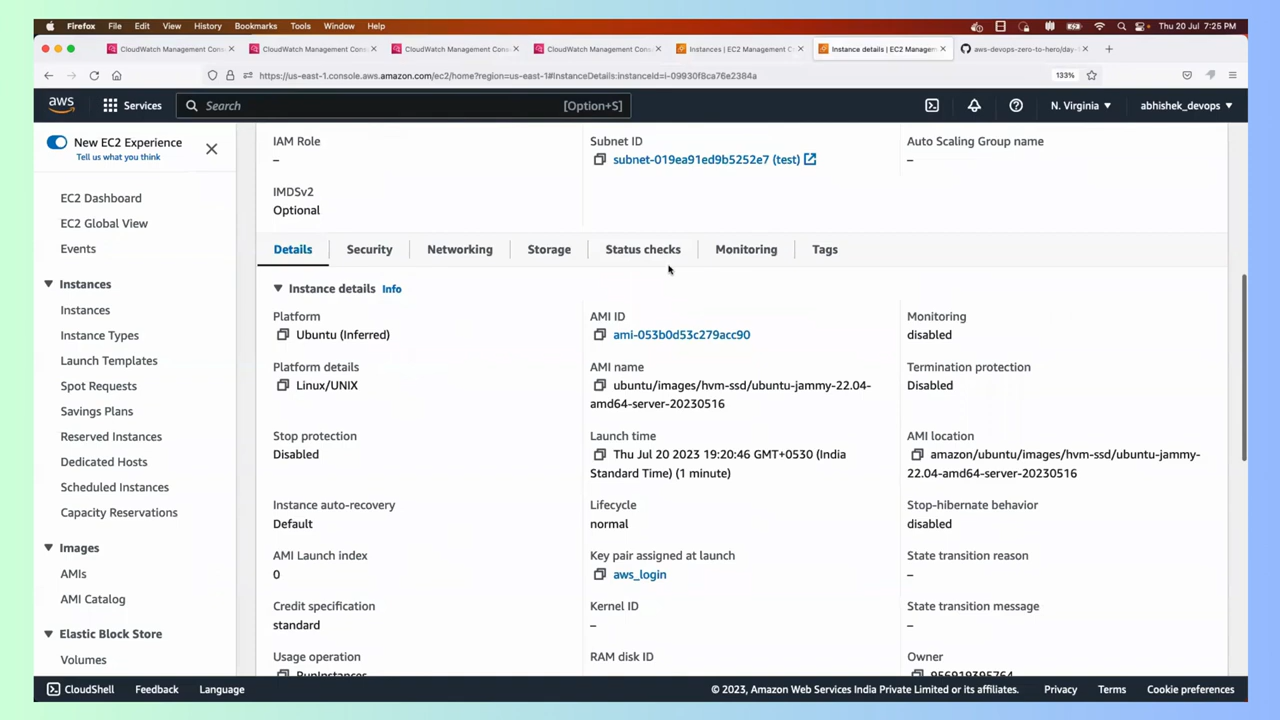 Firefox File Edit View History Bookmarks Tools Window Help Thu 20 Jul 7:25 PM
CloudWatch Management Cons CloudWatch Management Cons CloudWatch Management Cons CloudWatch Management Cons Instances | EC2 Management C Instance details | EC2 Manager aws-devops-zero-to-hero/day-
https://us-east-1.console.aws.amazon.com/ec2/home?region=us-east-1#InstanceDetails:instanceId=i-09930f8ca76e2384a 133%
aws Services Search [Option+S] N. Virginia abhishek_devops
New EC2 Experience
Tell us what you think
EC2 Dashboard
EC2 Global View
Events
Instances
Instances
Instance Types
Launch Templates
Spot Requests
Savings Plans
Reserved Instances
Dedicated Hosts
Scheduled Instances
Capacity Reservations
Images
AMIs
AMI Catalog
Elastic Block Store
Volumes
IAM Role
–
Subnet ID
subnet-019ea91ed9b5252e7 (test)
Auto Scaling Group name
–
IMDSv2
Optional
Details Security Networking Storage Status checks Monitoring Tags
Instance details Info
Platform
Ubuntu (Inferred)
AMI ID
ami-053b0d53c279acc90
Monitoring
disabled
Platform details
Linux/UNIX
AMI name
ubuntu/images/hvm-ssd/ubuntu-jammy-22.04-
amd64-server-20230516
Termination protection
Disabled
Stop protection
Disabled
Launch time
Thu Jul 20 2023 19:20:46 GMT+0530 (India
Standard Time) (1 minute)
AMI location
amazon/ubuntu/images/hvm-ssd/ubuntu-jammy-
22.04-amd64-server-20230516
Instance auto-recovery
Default
Lifecycle
normal
Stop-hibernate behavior
disabled
AMI Launch index
0
Key pair assigned at launch
aws_login
State transition reason
–
Credit specification
standard
Kernel ID
–
State transition message
–
Usage operation
RunInstances
RAM disk ID
Owner
956919395764
CloudShell Feedback Language © 2023, Amazon Web Services India Private Limited or its affiliates. Privacy Terms Cookie preferences